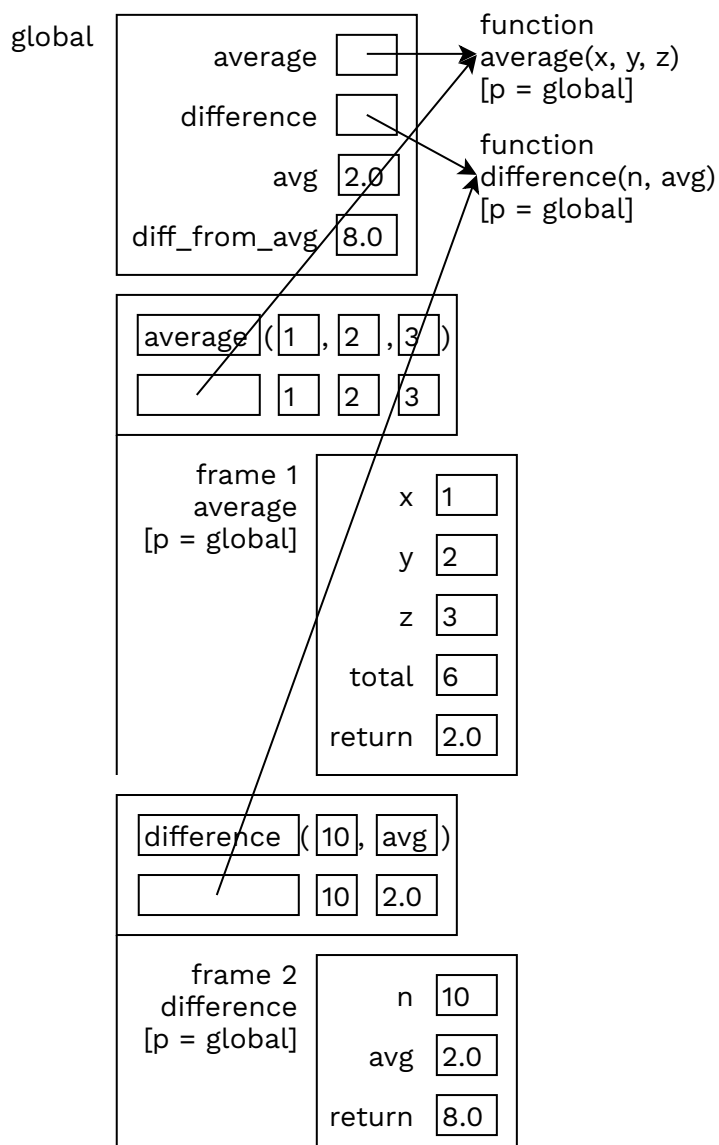 global
average
function
average(x, y, z)
[p = global]
difference
function
difference(n, avg)
[p = global]
avg 2.0
diff_from_avg 8.0
average ( 1 , 2 , 3 )
1 2 3
frame 1
average
[p = global]
x 1
y 2
z 3
total 6
return 2.0
difference ( 10 , avg )
10 2.0
frame 2
difference
[p = global]
n 10
avg 2.0
return 8.0